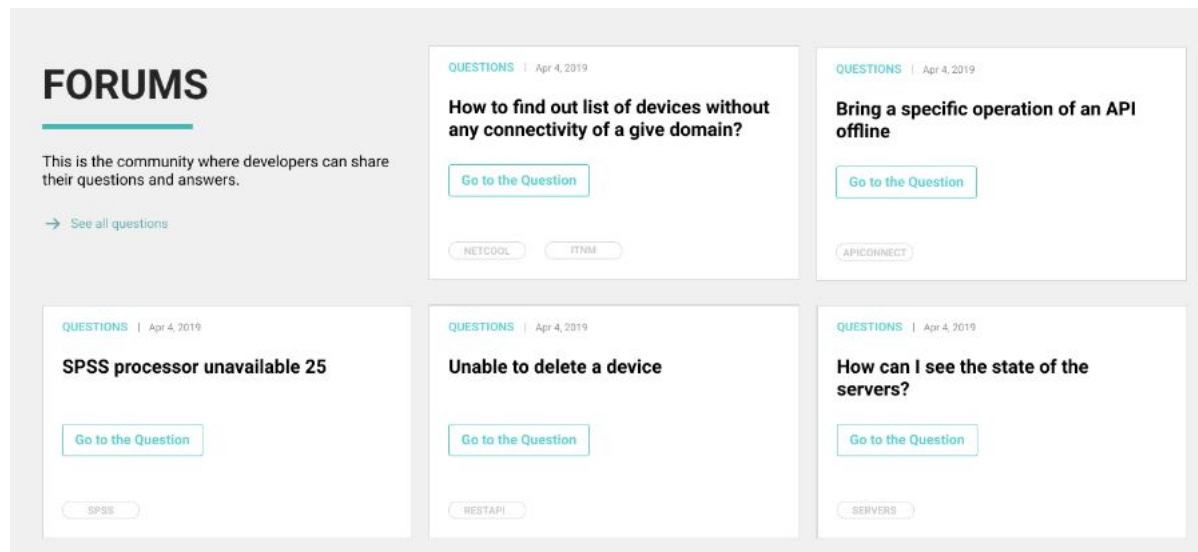 FORUMS
This is the community where developers can share
their questions and answers.
→ See all questions
QUESTIONS | Apr 4, 2019
How to find out list of devices without
any connectivity of a give domain?
Go to the Question
NETCOOL ITNM
QUESTIONS | Apr 4, 2019
Bring a specific operation of an API
offline
Go to the Question
APICONNECT
QUESTIONS | Apr 4, 2019
SPSS processor unavailable 25
Go to the Question
SPSS
QUESTIONS | Apr 4, 2019
Unable to delete a device
Go to the Question
RESTAPI
QUESTIONS | Apr 4, 2019
How can I see the state of the
servers?
Go to the Question
SERVERS